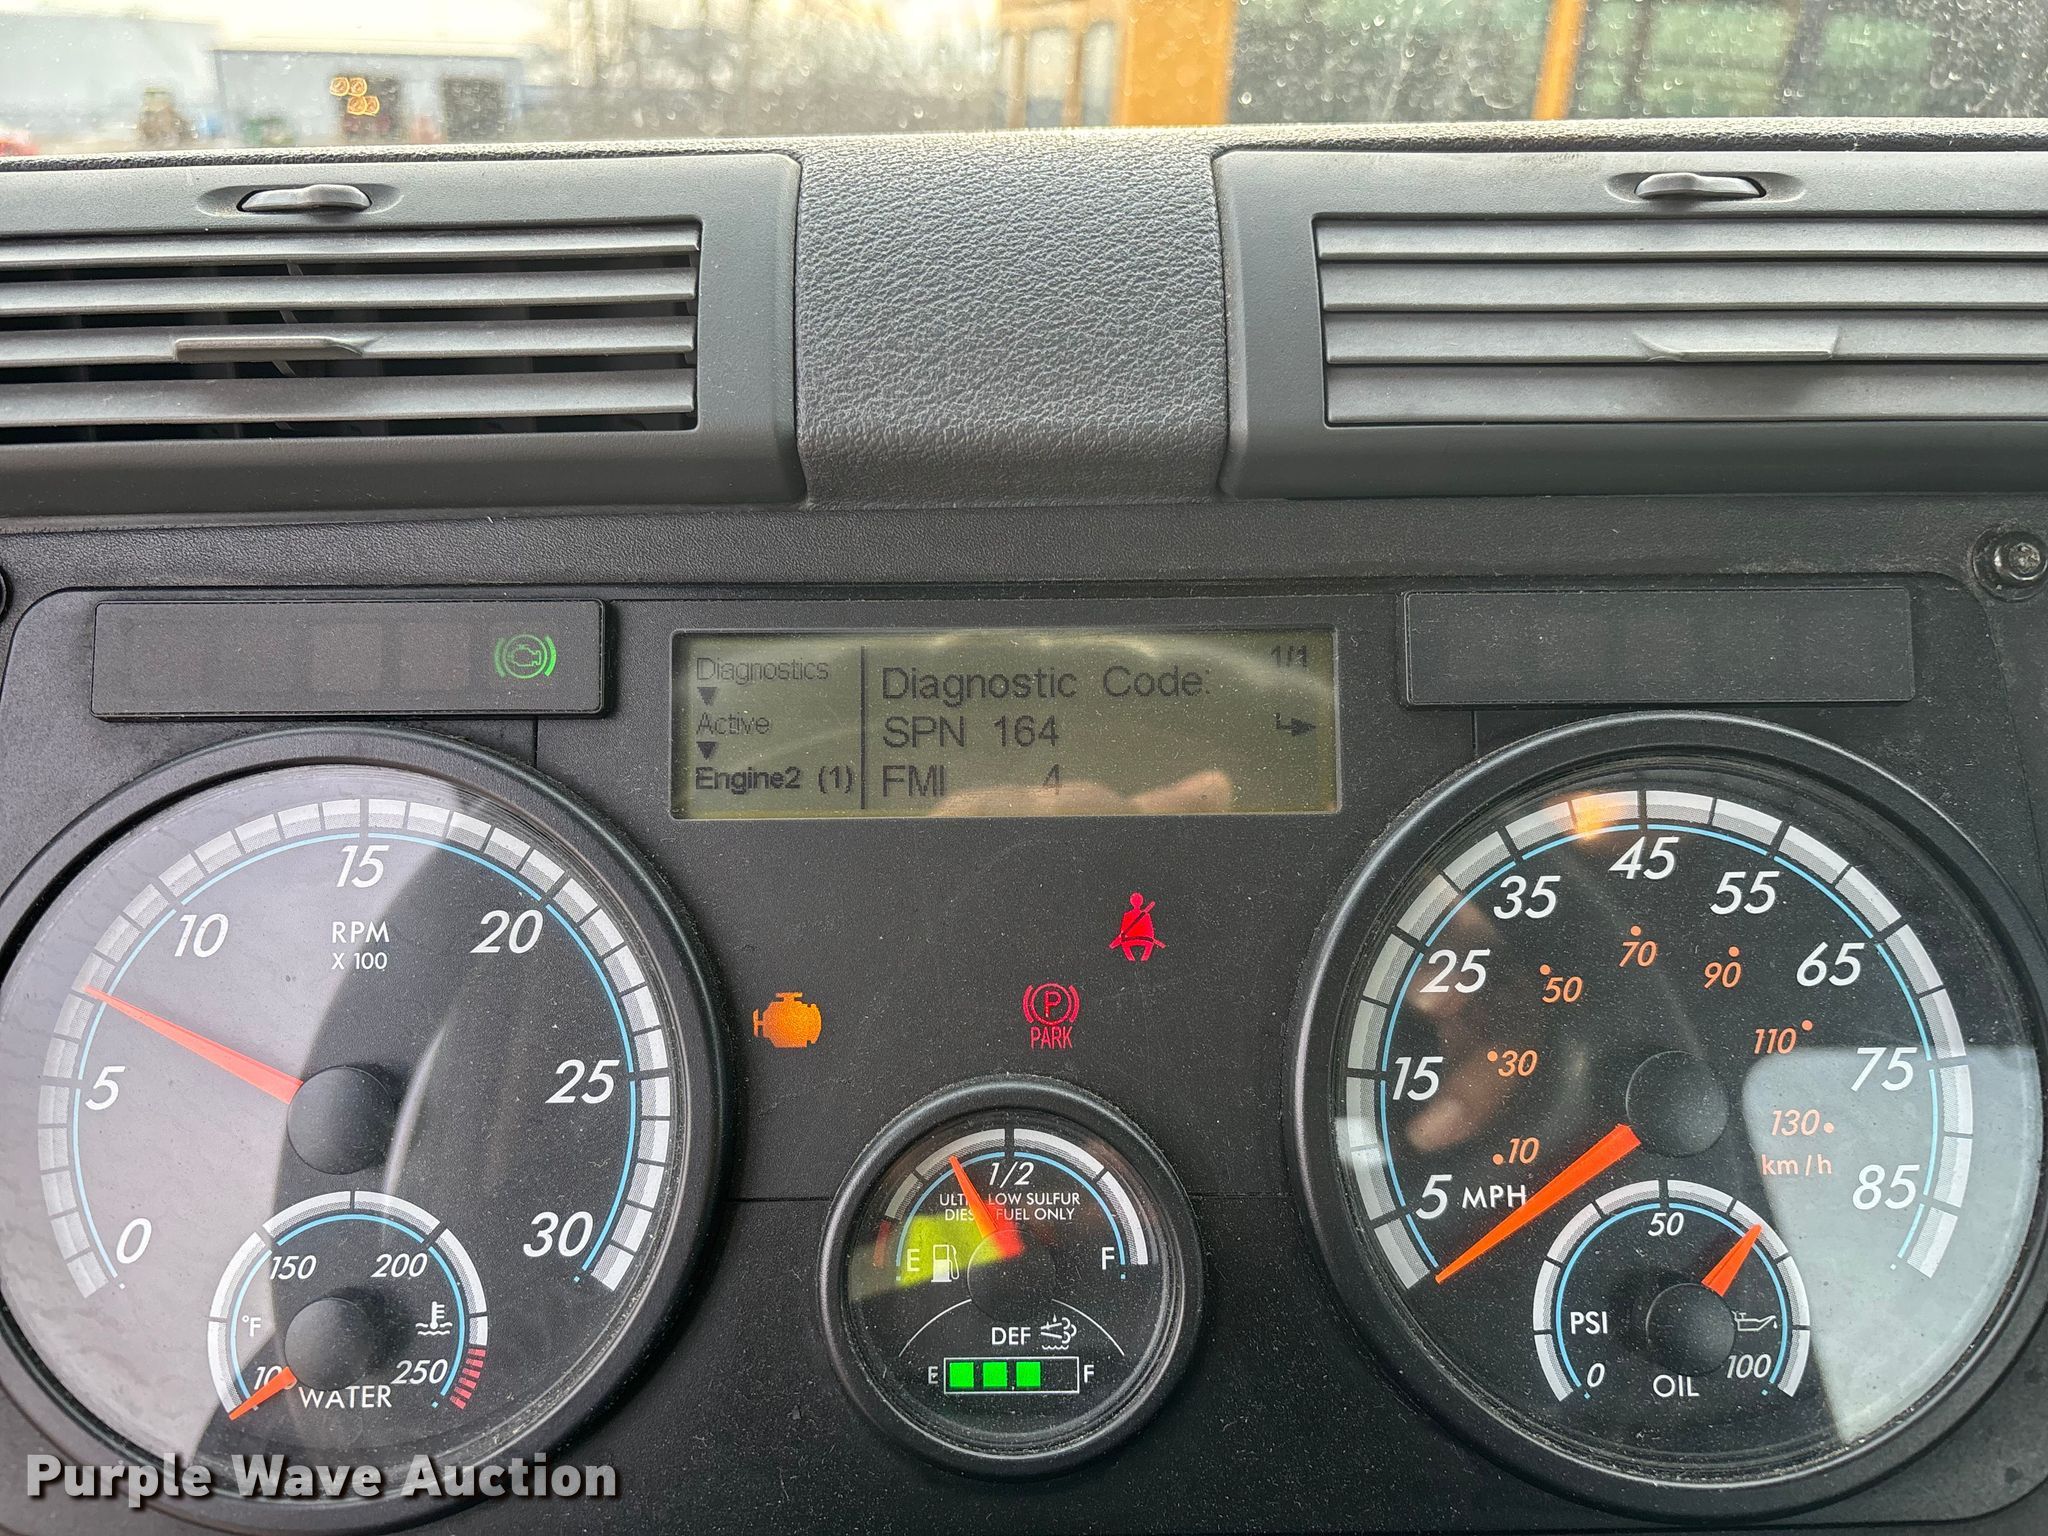 Diagnostics
Active
Engine2 (1)
1/1
Diagnostic Code:
SPN 164
FMI 4
0
5
10
15
20
25
30
RPM
X 100
150
200
250
°F
WATER
PARK
P
1/2
ULTRA LOW SULFUR
DIESEL FUEL ONLY
E
F
DEF
E
F
5
15
25
35
45
55
65
75
85
MPH
10
30
50
70
90
110
130
km/h
0
50
100
PSI
OIL
Purple Wave Auction